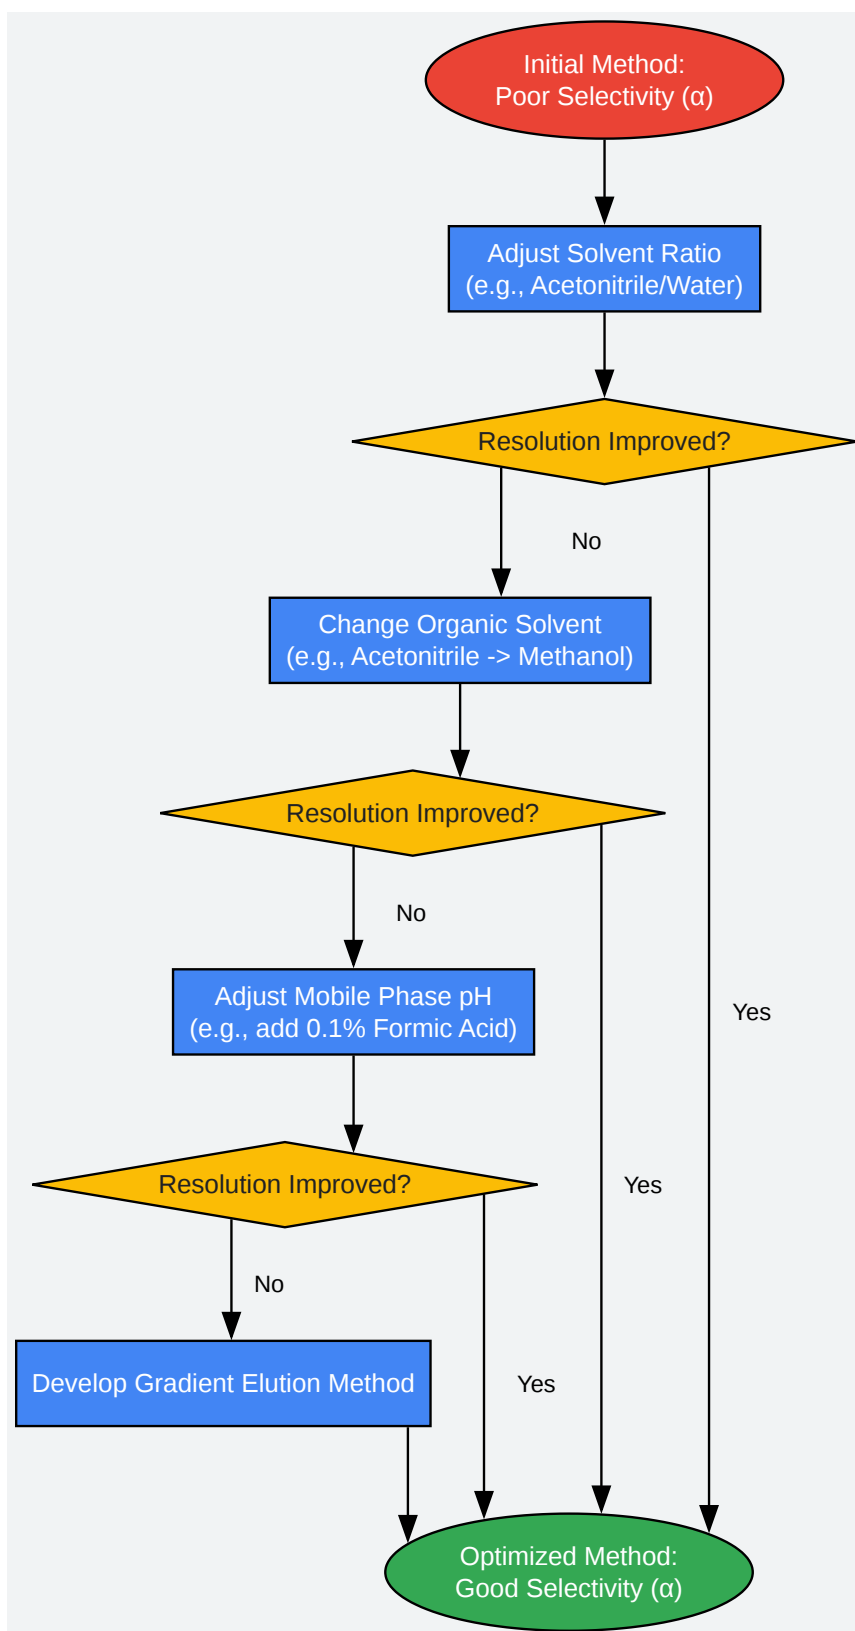 Initial Method:
Poor Selectivity (α)
Adjust Solvent Ratio
(e.g., Acetonitrile/Water)
Resolution Improved?
No
Change Organic Solvent
(e.g., Acetonitrile -> Methanol)
Resolution Improved?
No
Adjust Mobile Phase pH
(e.g., add 0.1% Formic Acid)
Yes
Resolution Improved?
Yes
No
Develop Gradient Elution Method
Yes
Optimized Method:
Good Selectivity (α)